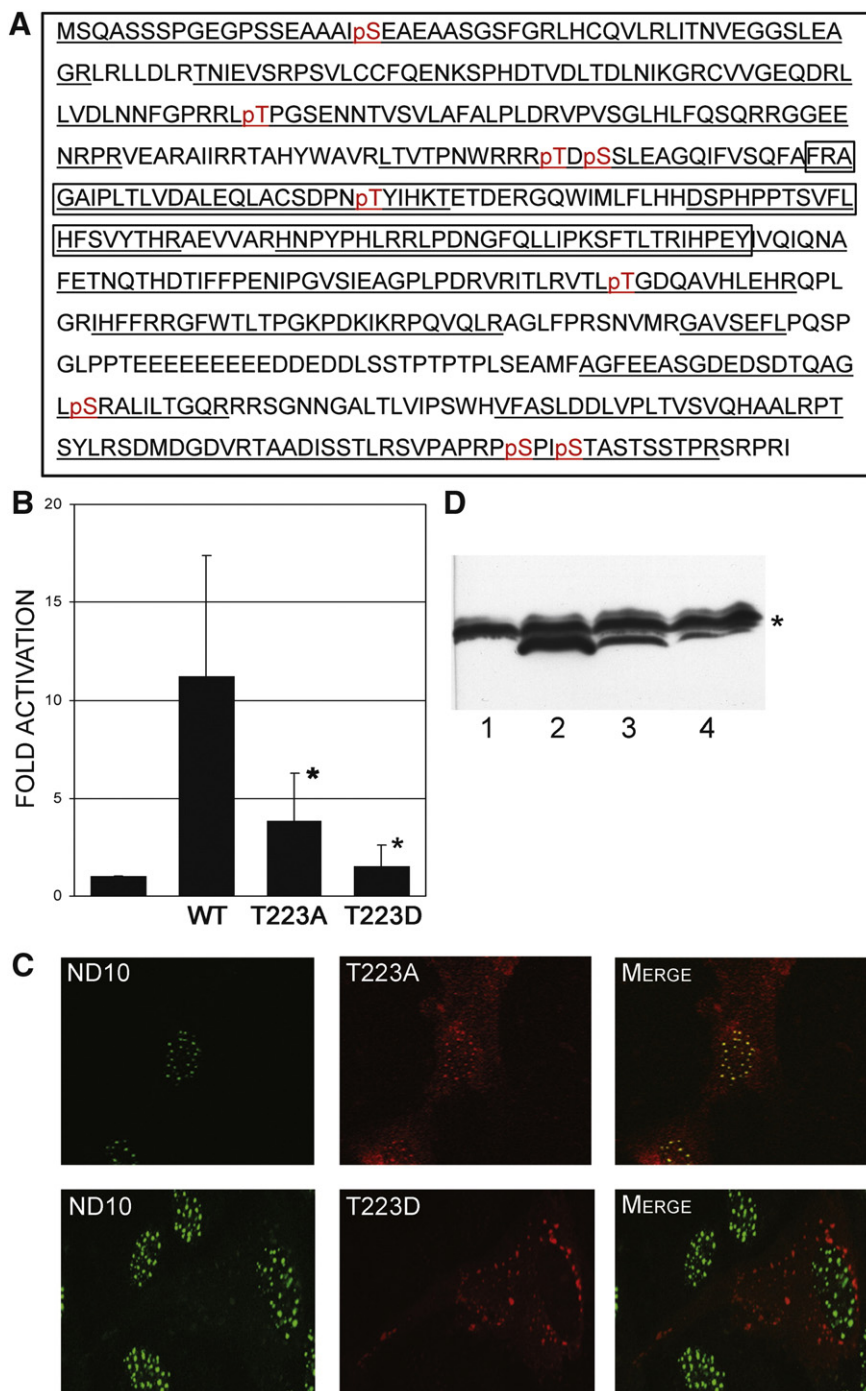 A
MSQASSSPGEGPSSEAAAIpSEAEAASGSFGRLHCQVLRLITNVEGGSLEA
GRLRLLDLRTNIEVSRPSVLCCFQENKSPHDTVDLTDLNIKGRCVVGEQDRL
LVDLNNFGPRRLpTPGSENNTVSVLAFALPLDRVPVSGLHLFQSQRRGGEE
NRPRVEARAIIRRTAHYWAVRLTVTPNWRRRpTDpSSLEAGQIFVSQFAFRA
GAIPLTLVDALEQLACSDPNpTYIHKTETDERGQWIMLFLHHDSPHPPTSVFL
HFSVYTHRAEVVARHNPYPHLRRLPDNGFQLLIPKSFTLTRIHPEYIVQIQNA
FETNQTHDTIFFPENIPGVSIEAGPLPDRVRITLRVTLpTGDQAVHLEHRQPL
GRIHFFRRGFWTLTPGKPDKIKRPQVQLRAGLFPRSNVMRGAVSEFLPQSP
GLPPTEEEEEEEEEDDEDDLSSTPTPTPLSEAMFAGFEEASGDEDSDTQAG
LpSRALILTGQRRRSGNNGALTLVIPSWHVFASLDDLVPLTVSVQHAALRPT
SYLRSDMDGDVRTAADISSTLRSVPAPRPpSPIpSTASTSSTPRSRPRI
B
20
15
10
5
0
FOLD ACTIVATION
*
*
WT T223A T223D
D
*
1 2 3 4
C
ND10 T223A MERGE
ND10 T223D MERGE